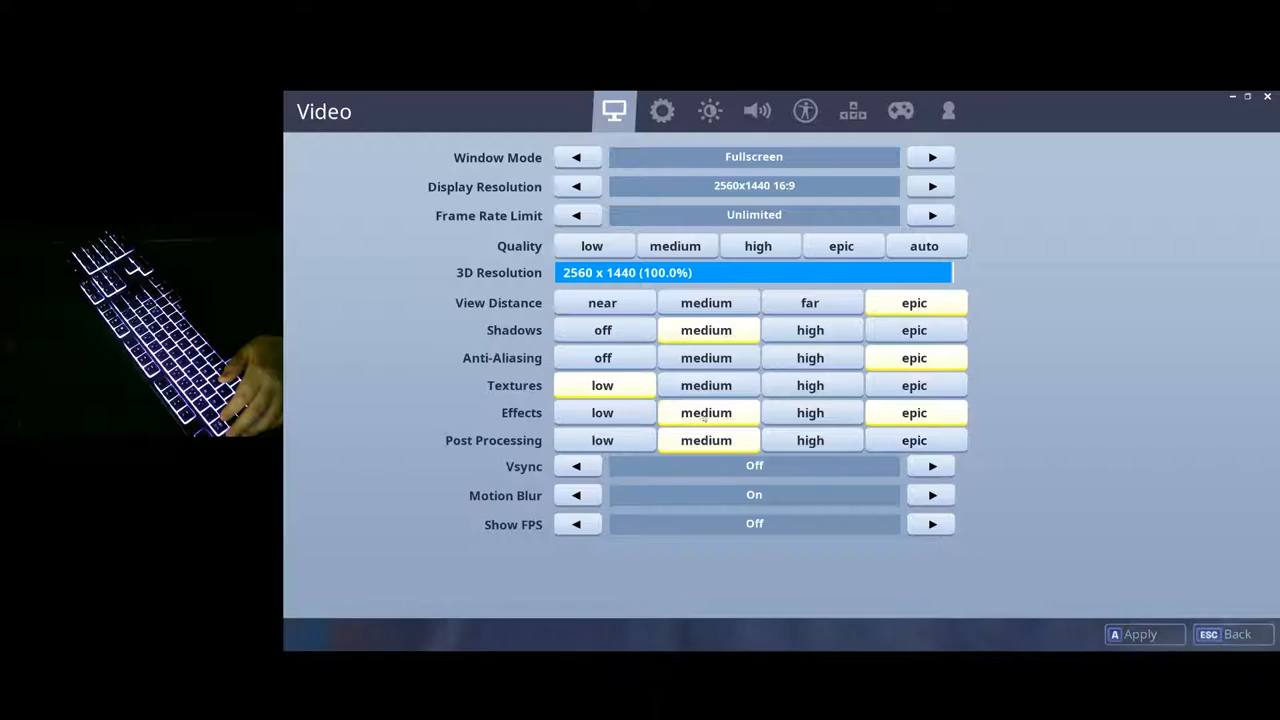 Video
Window Mode ◀ Fullscreen ▶
Display Resolution ◀ 2560x1440 16:9 ▶
Frame Rate Limit ◀ Unlimited ▶
Quality low medium high epic auto
3D Resolution 2560 x 1440 (100.0%)
View Distance near medium far epic
Shadows off medium high epic
Anti-Aliasing off medium high epic
Textures low medium high epic
Effects low medium high epic
Post Processing low medium high epic
Vsync ◀ Off ▶
Motion Blur ◀ On ▶
Show FPS ◀ Off ▶
A Apply ESC Back